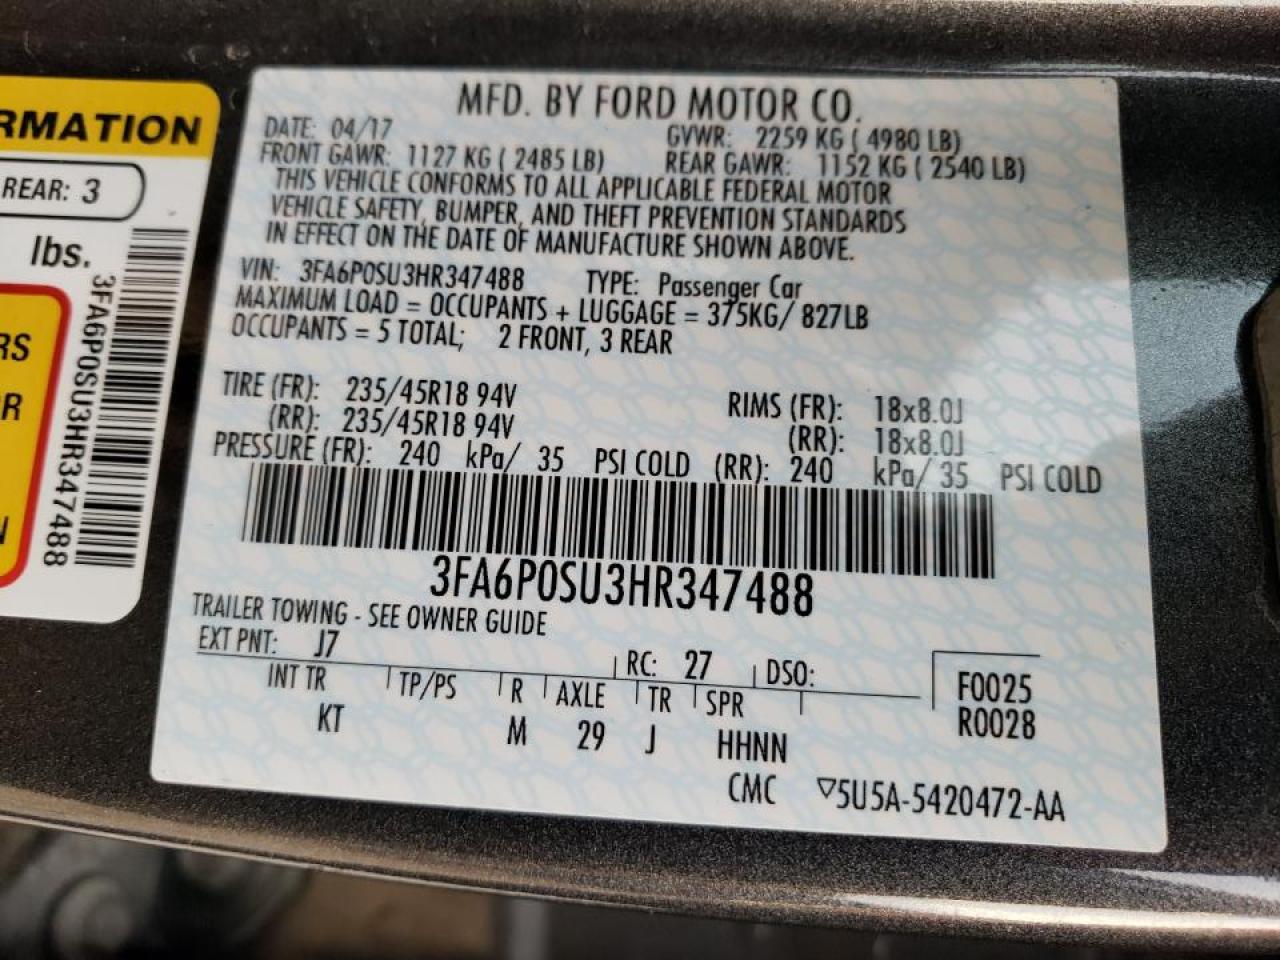 RMATION
REAR: 3
lbs.
RS
OR
N
3FA6P0SU3HR347488
MFD. BY FORD MOTOR CO.
DATE: 04/17 GVWR: 2259 KG ( 4980 LB)
FRONT GAWR: 1127 KG ( 2485 LB) REAR GAWR: 1152 KG ( 2540 LB)
THIS VEHICLE CONFORMS TO ALL APPLICABLE FEDERAL MOTOR
VEHICLE SAFETY, BUMPER, AND THEFT PREVENTION STANDARDS
IN EFFECT ON THE DATE OF MANUFACTURE SHOWN ABOVE.
VIN: 3FA6P0SU3HR347488 TYPE: Passenger Car
MAXIMUM LOAD = OCCUPANTS + LUGGAGE = 375KG/ 827LB
OCCUPANTS = 5 TOTAL; 2 FRONT, 3 REAR
TIRE (FR): 235/45R18 94V RIMS (FR): 18x8.0J
(RR): 235/45R18 94V (RR): 18x8.0J
PRESSURE (FR): 240 kPa/ 35 PSI COLD (RR): 240 kPa/ 35 PSI COLD
3FA6P0SU3HR347488
TRAILER TOWING - SEE OWNER GUIDE
EXT PNT: J7 RC: 27 DSO:
INT TR TP/PS R AXLE TR SPR
KT M 29 J HHNN
F0025
R0028
CMC ▽5U5A-5420472-AA